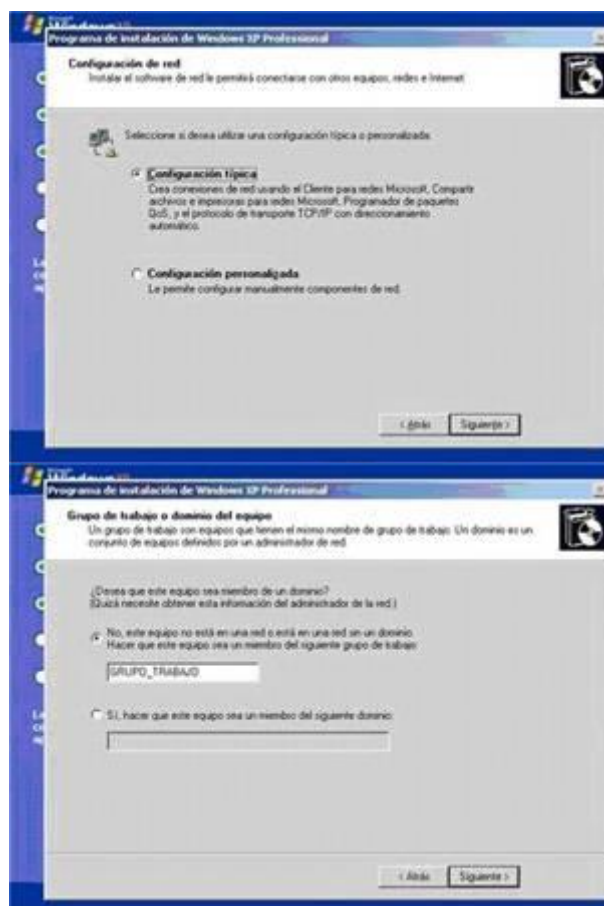 Windows XP
Programa de instalación de Windows XP Professional
Configuración de red
Instalar el software de red le permitirá conectarse con otros equipos, redes e Internet.
Seleccione si desea utilizar una configuración típica o personalizada.
Configuración típica
Crea conexiones de red usando el Cliente para redes Microsoft, Compartir
archivos e impresoras para redes Microsoft, Programador de paquetes
QoS, y el protocolo de transporte TCP/IP con direccionamiento
automático.
Configuración personalizada
Le permite configurar manualmente componentes de red.
< Atrás
Siguiente >
Programa de instalación de Windows XP Professional
Grupo de trabajo o dominio del equipo
Un grupo de trabajo son equipos que tienen el mismo nombre de grupo de trabajo. Un dominio es un
conjunto de equipos definidos por un administrador de red.
¿Desea que este equipo sea miembro de un dominio?
(Quizá necesite obtener esta información del administrador de la red.)
No, este equipo no está en una red o está en una red sin un dominio.
Hacer que este equipo sea un miembro del siguiente grupo de trabajo:
GRUPO_TRABAJO
Sí, hacer que este equipo sea un miembro del siguiente dominio:
< Atrás
Siguiente >